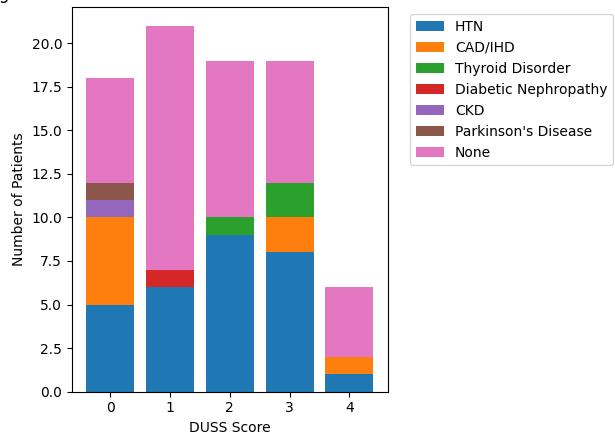 20.0
17.5
15.0
12.5
10.0
7.5
5.0
2.5
0.0
Number of Patients
0 1 2 3 4
DUSS Score
HTN
CAD/IHD
Thyroid Disorder
Diabetic Nephropathy
CKD
Parkinson's Disease
None